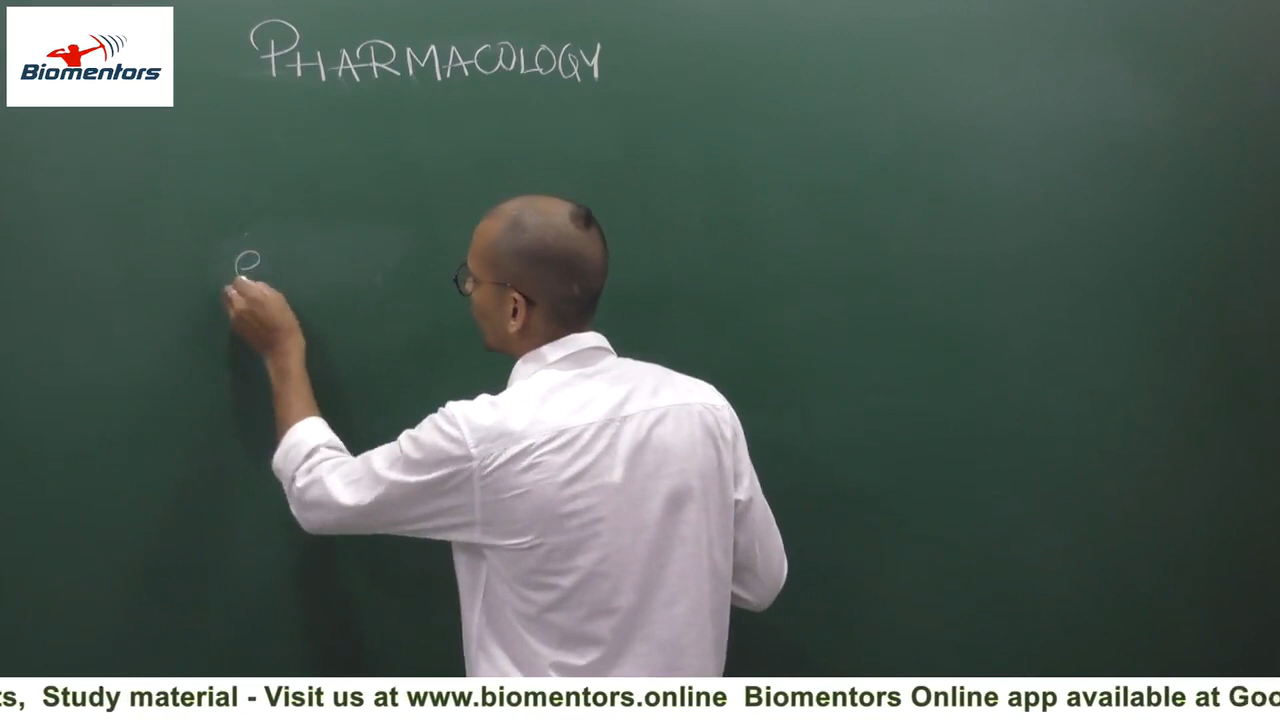 Biomentors
PHARMACOLOGY
ts, Study material - Visit us at www.biomentors.online Biomentors Online app available at Goo